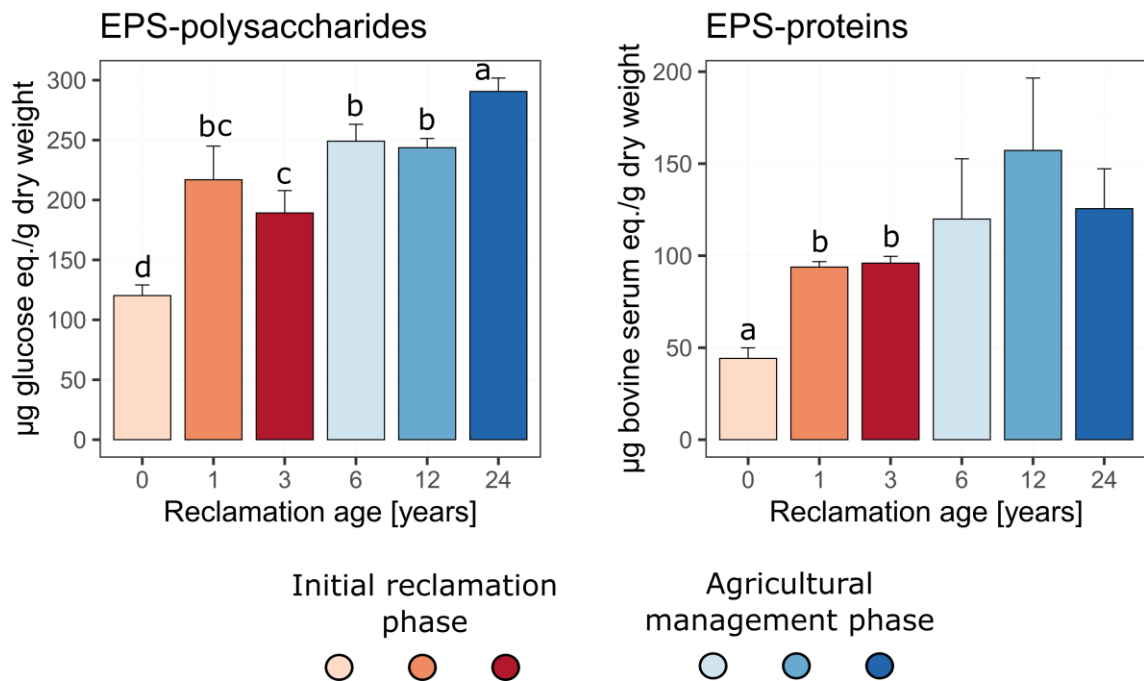 EPS-polysaccharides
µg glucose eq./g dry weight
300
250
200
150
100
50
0
d
bc
c
b
b
a
0 1 3 6 12 24
Reclamation age [years]
EPS-proteins
µg bovine serum eq./g dry weight
200
150
100
50
0
a
b
b
0 1 3 6 12 24
Reclamation age [years]
Initial reclamation
phase
Agricultural
management phase